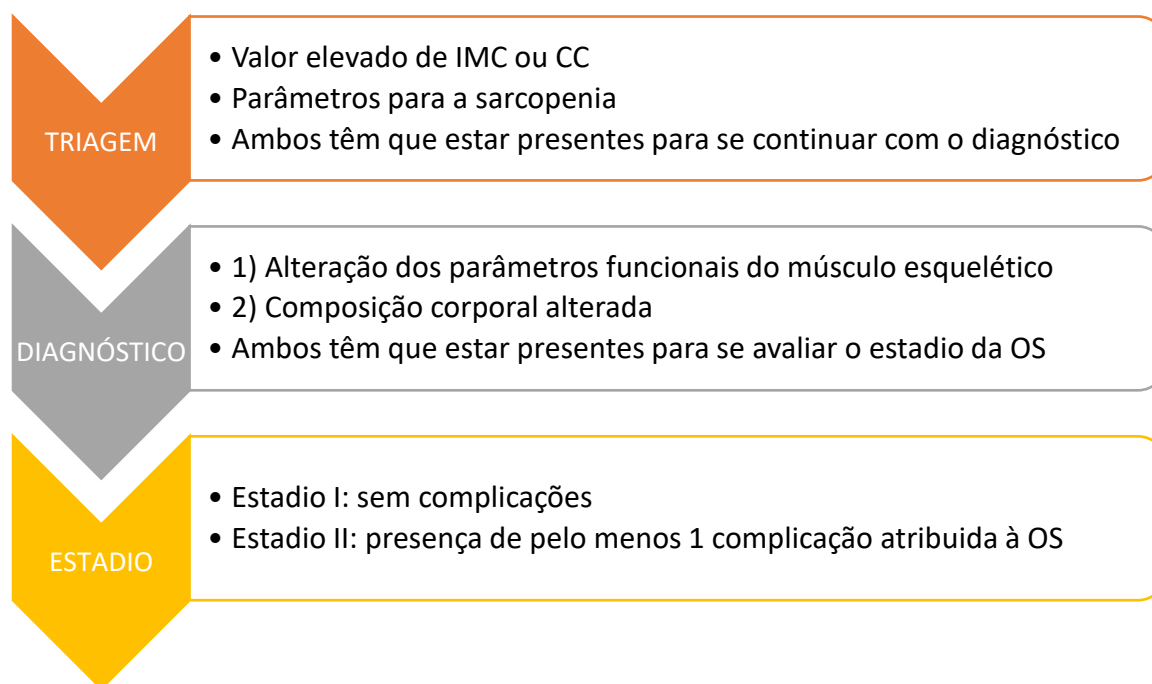 TRIAGEM
• Valor elevado de IMC ou CC
• Parâmetros para a sarcopenia
• Ambos têm que estar presentes para se continuar com o diagnóstico
DIAGNÓSTICO
• 1) Alteração dos parâmetros funcionais do músculo esquelético
• 2) Composição corporal alterada
• Ambos têm que estar presentes para se avaliar o estadio da OS
ESTADIO
• Estadio I: sem complicações
• Estadio II: presença de pelo menos 1 complicação atribuida à OS